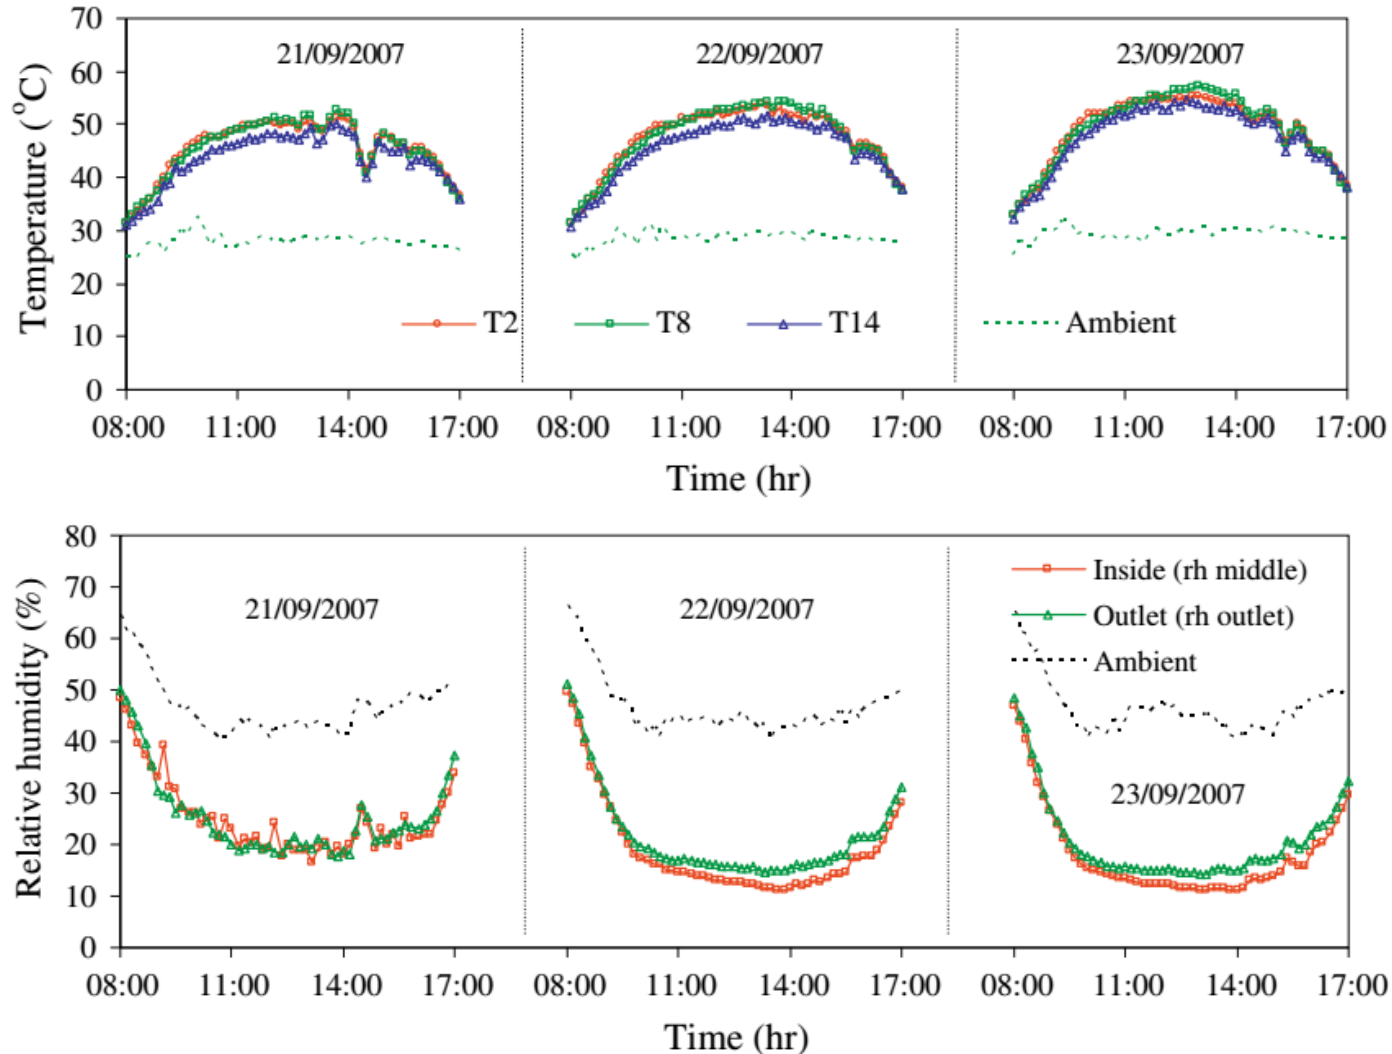 70
21/09/2007
22/09/2007
23/09/2007
60
50
40
30
20
10
0
Temperature (°C)
T2
T8
T14
Ambient
08:00 11:00 14:00 17:00 08:00 11:00 14:00 17:00 08:00 11:00 14:00 17:00
Time (hr)
80
70
60
50
40
30
20
10
0
Relative humidity (%)
Inside (rh middle)
Outlet (rh outlet)
Ambient
21/09/2007
22/09/2007
23/09/2007
08:00 11:00 14:00 17:00 08:00 11:00 14:00 17:00 08:00 11:00 14:00 17:00
Time (hr)